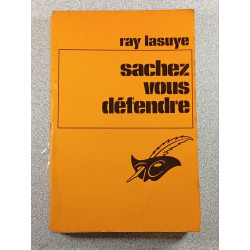 ray lasuye
sachez
vous
défendre